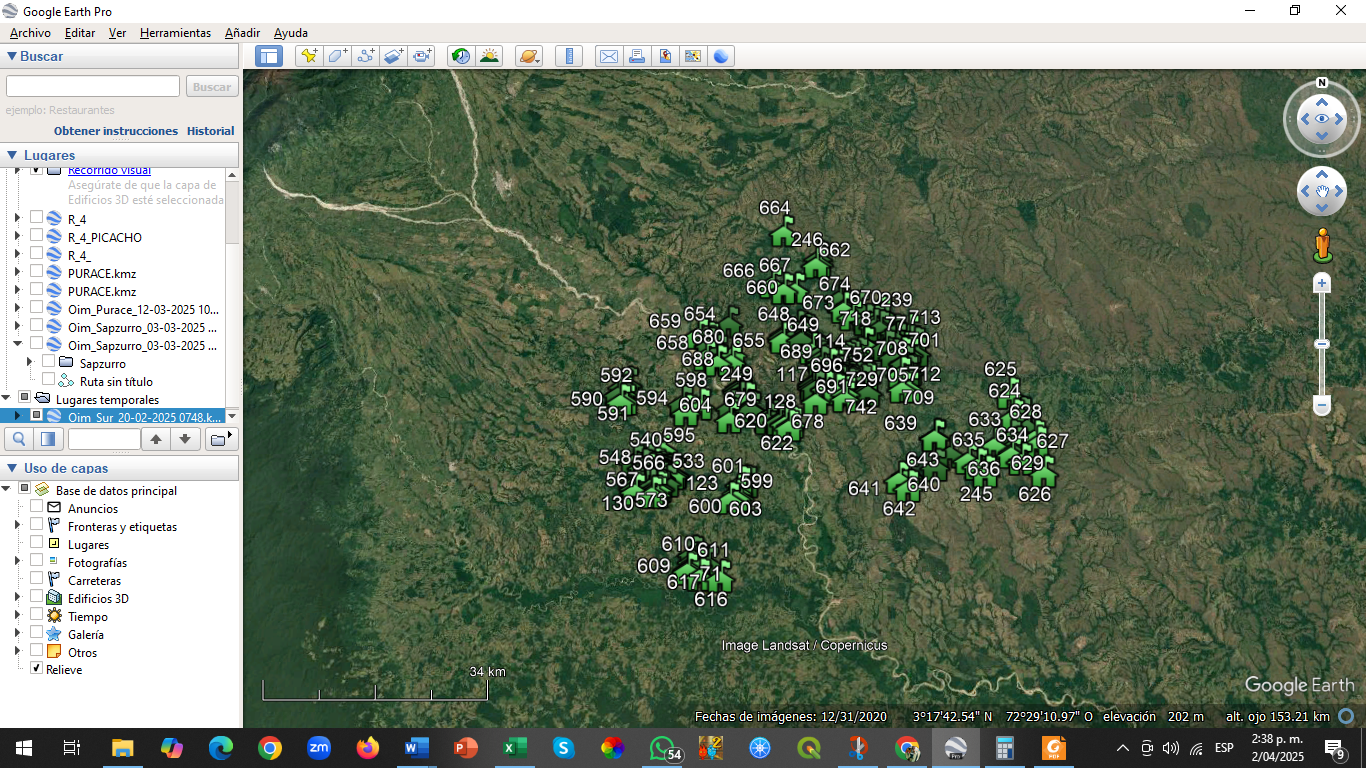 Google Earth Pro
Archivo Editar Ver Herramientas Añadir Ayuda
Buscar
Buscar
ejemplo: Restaurantes
Obtener instrucciones Historial
Lugares
Recorrido visual
Asegúrate de que la capa de
Edificios 3D esté seleccionada
R_4
R_4_PICACHO
R_4_
PURACE.kmz
PURACE.kmz
Oim_Purace_12-03-2025 10...
Oim_Sapzurro_03-03-2025 ...
Oim_Sapzurro_03-03-2025 ...
Sapzurro
Ruta sin título
Lugares temporales
Oim_Sur_20-02-2025 0748.k...
Uso de capas
Base de datos principal
Anuncios
Fronteras y etiquetas
Lugares
Fotografías
Carreteras
Edificios 3D
Tiempo
Galería
Otros
Relieve
N
664
246
662
667
666
660
674
673
670
239
654
659
648
649
718
77
713
680
655
658
114
701
689
752
708
688
696
592
598
249
117
729
705
712
625
691
624
590
594
679
128
709
591
604
742
628
620
678
639
633
595
622
634
540
635
627
548
566
533
601
643
629
567
123
599
636
641
640
130
573
600
603
245
626
642
610
611
609
71
617
616
Image Landsat / Copernicus
34 km
Google Earth
Fechas de imágenes: 12/31/2020 3°17'42.54" N 72°29'10.97" O elevación 202 m alt. ojo 153.21 km
zm
54
Pro
PDF
ESP
2:38 p. m.
2/04/2025
9